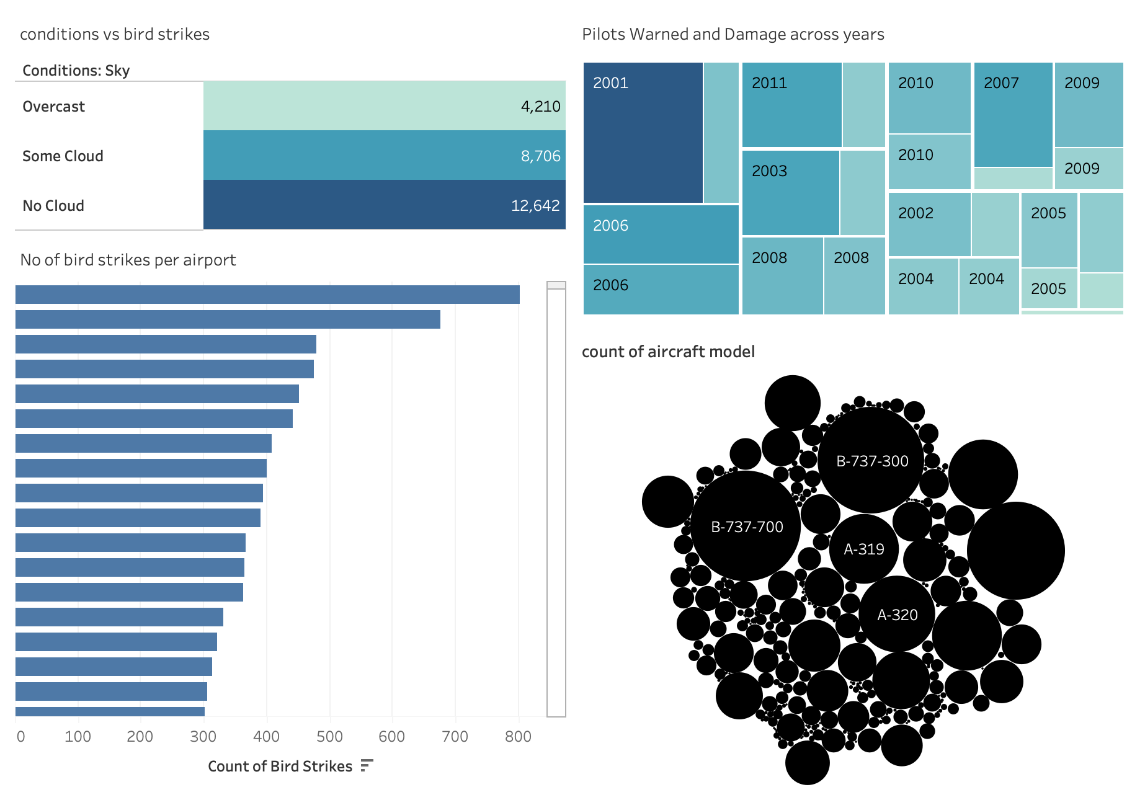 conditions vs bird strikes
Conditions: Sky
Overcast 4,210
Some Cloud 8,706
No Cloud 12,642
No of bird strikes per airport
0 100 200 300 400 500 600 700 800
Count of Bird Strikes
Pilots Warned and Damage across years
2001
2006
2006
2011
2003
2008 2008
2010 2007 2009
2010
2009
2002 2005
2004 2004
2005
count of aircraft model
B-737-300
B-737-700
A-319
A-320